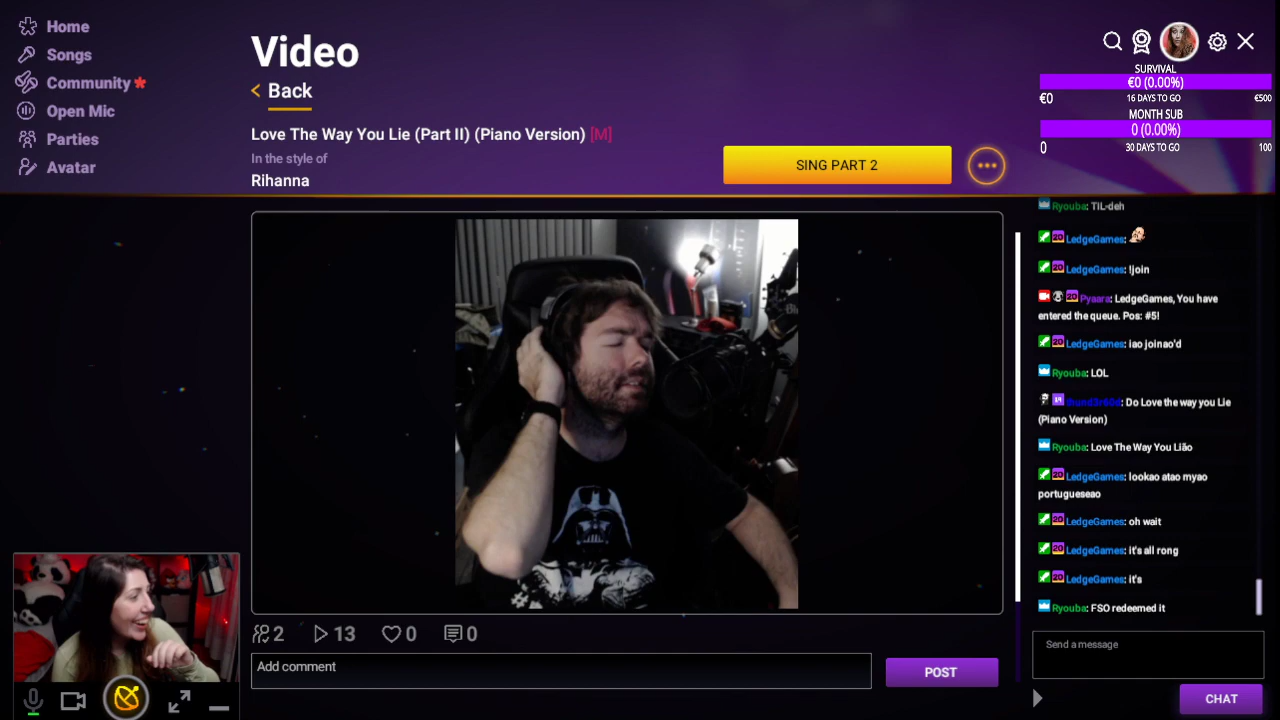 Home
Songs
Community *
Open Mic
Parties
Avatar
Video
< Back
Love The Way You Lie (Part II) (Piano Version) [M]
In the style of
Rihanna
SING PART 2
SURVIVAL
€0 (0.00%)
€0 16 DAYS TO GO €500
MONTH SUB
0 (0.00%)
0 30 DAYS TO GO 100
Ryouba: TIL-deh
LedgeGames:
LedgeGames: !join
Pyaara: LedgeGames, You have
entered the queue. Pos: #5!
LedgeGames: iao joinao'd
Ryouba: LOL
thund3r60d: Do Love the way you Lie
(Piano Version)
Ryouba: Love The Way You Lião
LedgeGames: lookao atao myao
portugueseao
LedgeGames: oh wait
LedgeGames: it's all rong
LedgeGames: it's
Ryouba: FSO redeemed it
2 13 0 0
Add comment
POST
Send a message
CHAT